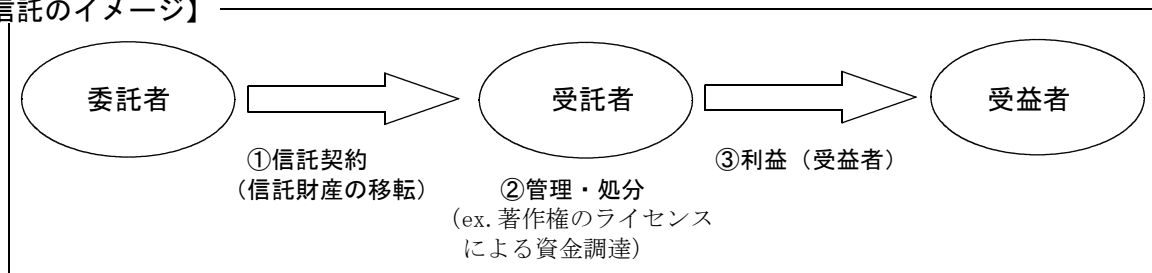 信託のイメージ】
委託者
受託者
受益者
①信託契約
(信託財産の移転)
②管理・処分
(ex.著作権のライセンス
による資金調達)
③利益（受益者）